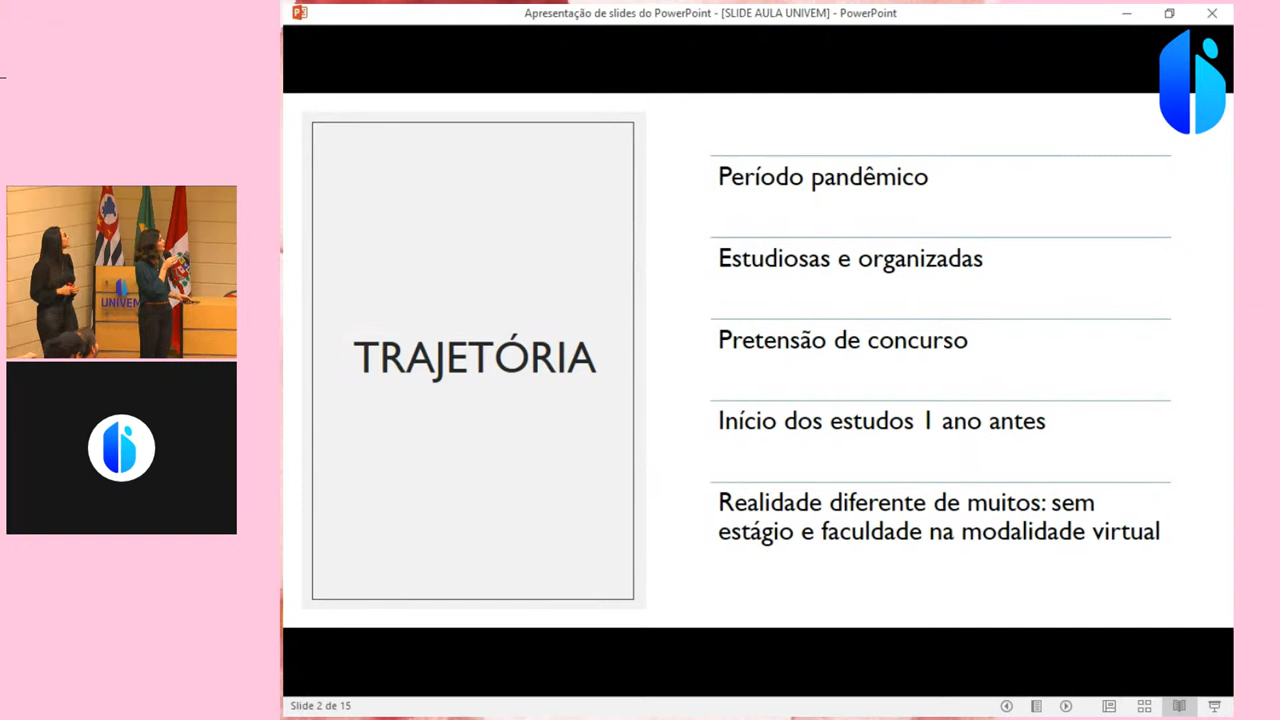 Apresentação de slides do PowerPoint - [SLIDE AULA UNIVEM] - PowerPoint
UNIVEM
TRAJETÓRIA
Período pandêmico
Estudiosas e organizadas
Pretensão de concurso
Início dos estudos 1 ano antes
Realidade diferente de muitos: sem
estágio e faculdade na modalidade virtual
Slide 2 de 15